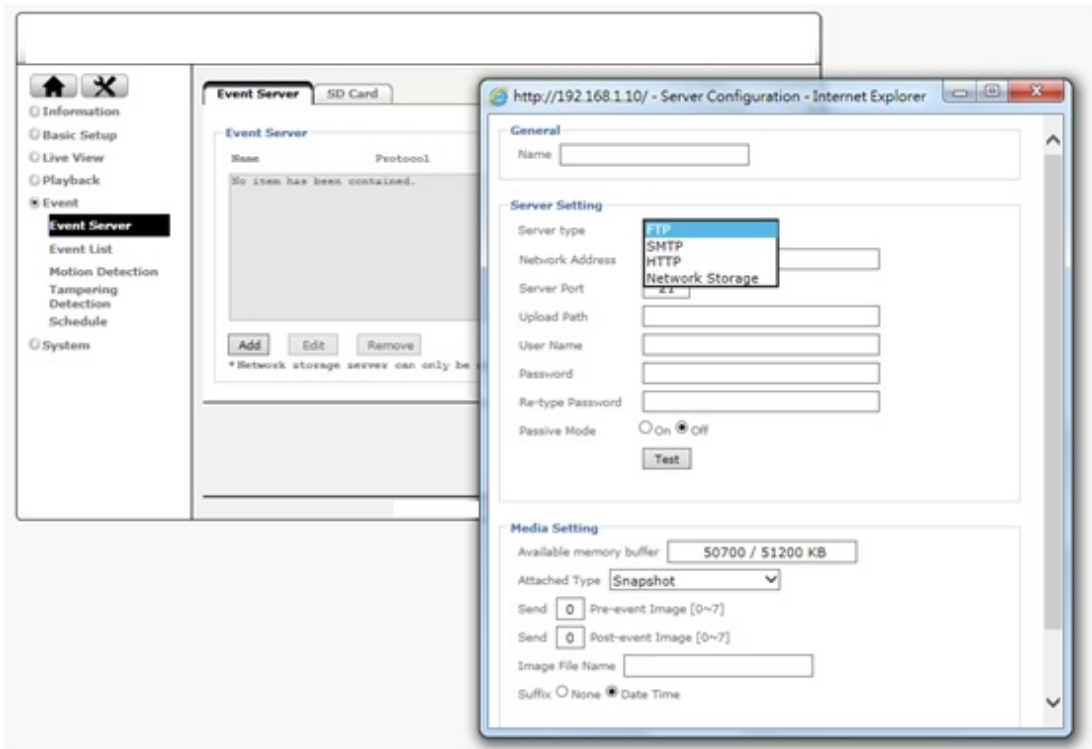 Information
Basic Setup
Live View
Playback
Event
Event Server
Event List
Motion Detection
Tampering
Detection
Schedule
System
Event Server SD Card
Event Server
Name Protocol
No item has been contained.
Add Edit Remove
*Network storage server can only be
http://192.168.1.10/ - Server Configuration - Internet Explorer
General
Name
Server Setting
Server type FTP
SMTP
HTTP
Network Storage
Network Address
Server Port 21
Upload Path
User Name
Password
Re-type Password
Passive Mode On Off
Test
Media Setting
Available memory buffer 50700 / 51200 KB
Attached Type Snapshot
Send 0 Pre-event Image [0~7]
Send 0 Post-event Image [0~7]
Image File Name
Suffix None Date Time